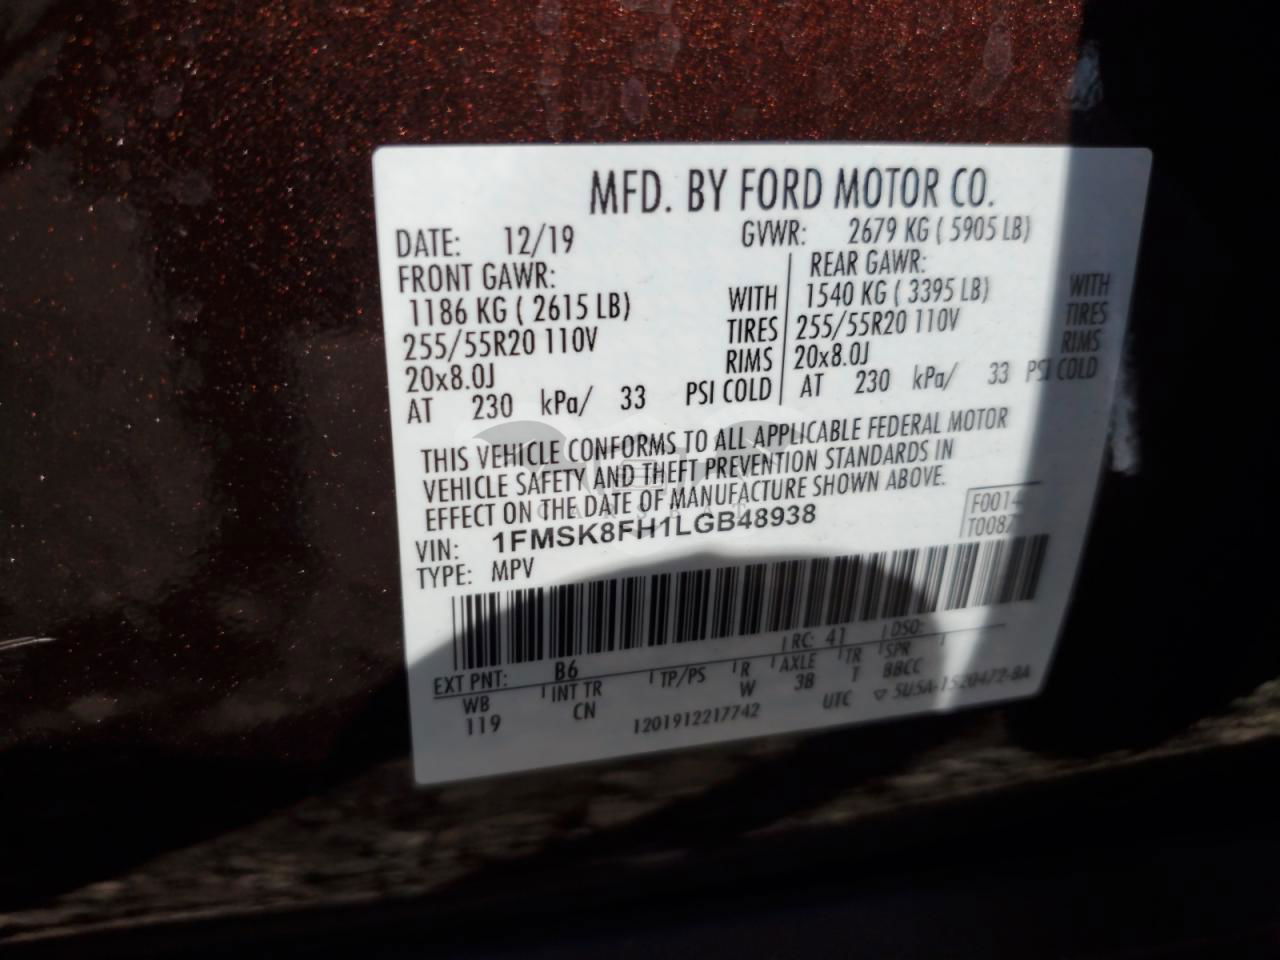 MFD. BY FORD MOTOR CO.
DATE: 12/19 GVWR: 2679 KG ( 5905 LB)
FRONT GAWR: REAR GAWR:
1186 KG ( 2615 LB) WITH 1540 KG ( 3395 LB) WITH
255/55R20 110V TIRES 255/55R20 110V TIRES
20x8.0J RIMS 20x8.0J RIMS
AT 230 kPa/ 33 PSI COLD AT 230 kPa/ 33 PSI COLD
THIS VEHICLE CONFORMS TO ALL APPLICABLE FEDERAL MOTOR
VEHICLE SAFETY AND THEFT PREVENTION STANDARDS IN
EFFECT ON THE DATE OF MANUFACTURE SHOWN ABOVE.
VIN: 1FMSK8FH1LGB48938
F0014
TYPE: MPV
EXT PNT: B6 RC: 41 DSO:
WB INT TR TP/PS R AXLE TR SPR
119 CN W 3B T BBCC
1201912217742 UTC